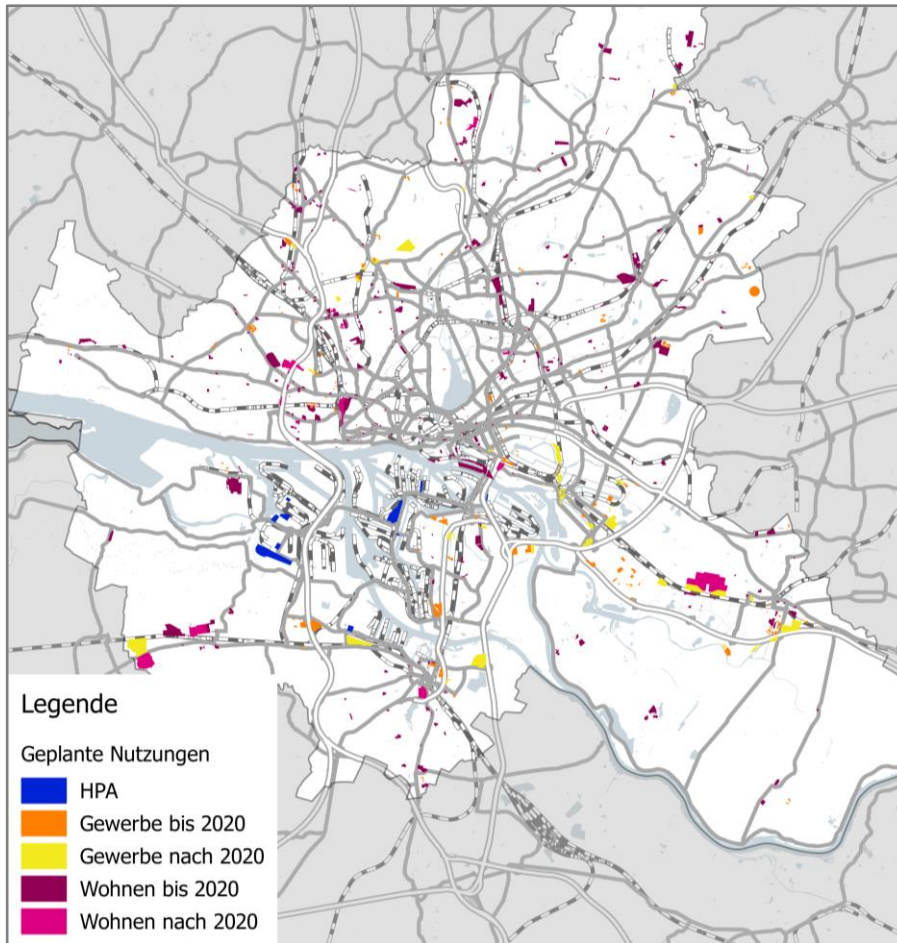 Legende
Geplante Nutzungen
HPA
Gewerbe bis 2020
Gewerbe nach 2020
Wohnen bis 2020
Wohnen nach 2020